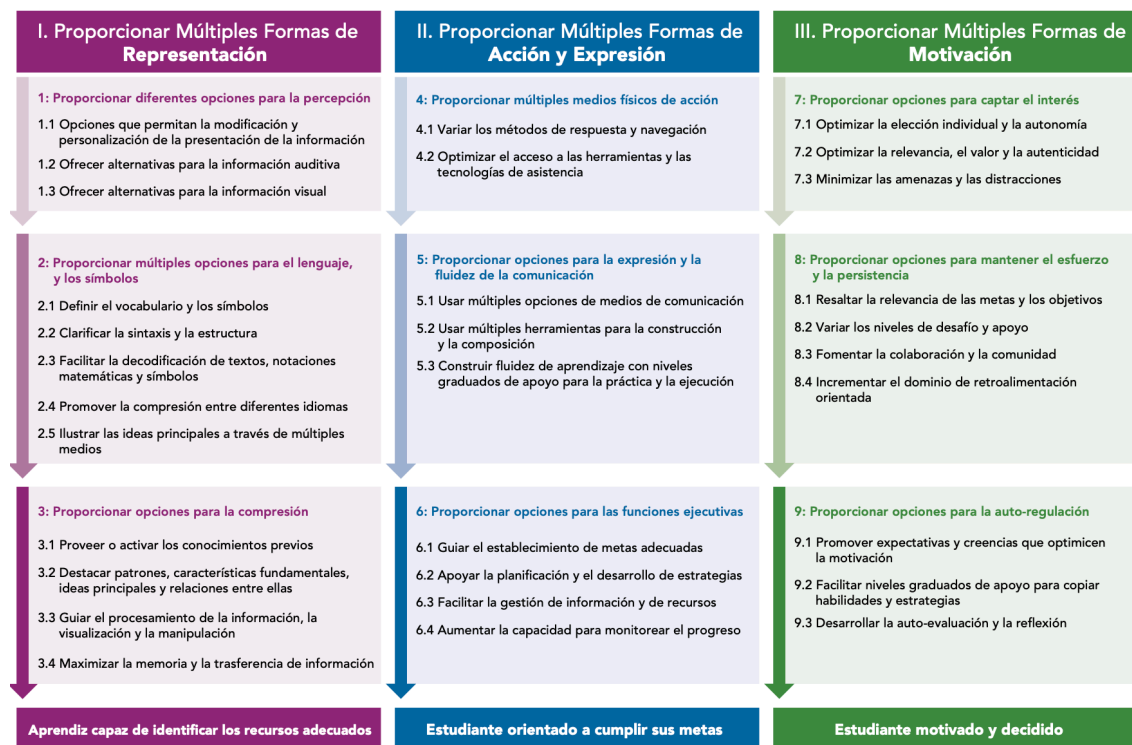 I. Proporcionar Múltiples Formas de
Representación
1: Proporcionar diferentes opciones para la percepción
1.1 Opciones que permitan la modificación y
personalización de la presentación de la información
1.2 Ofrecer alternativas para la información auditiva
1.3 Ofrecer alternativas para la información visual
2: Proporcionar múltiples opciones para el lenguaje,
y los símbolos
2.1 Definir el vocabulario y los símbolos
2.2 Clarificar la sintaxis y la estructura
2.3 Facilitar la decodificación de textos, notaciones
matemáticas y símbolos
2.4 Promover la compresión entre diferentes idiomas
2.5 Ilustrar las ideas principales a través de múltiples
medios
3: Proporcionar opciones para la compresión
3.1 Proveer o activar los conocimientos previos
3.2 Destacar patrones, características fundamentales,
ideas principales y relaciones entre ellas
3.3 Guiar el procesamiento de la información, la
visualización y la manipulación
3.4 Maximizar la memoria y la trasferencia de información
Aprendiz capaz de identificar los recursos adecuados
II. Proporcionar Múltiples Formas de
Acción y Expresión
4: Proporcionar múltiples medios físicos de acción
4.1 Variar los métodos de respuesta y navegación
4.2 Optimizar el acceso a las herramientas y las
tecnologías de asistencia
5: Proporcionar opciones para la expresión y la
fluidez de la comunicación
5.1 Usar múltiples opciones de medios de comunicación
5.2 Usar múltiples herramientas para la construcción
y la composición
5.3 Construir fluidez de aprendizaje con niveles
graduados de apoyo para la práctica y la ejecución
6: Proporcionar opciones para las funciones ejecutivas
6.1 Guiar el establecimiento de metas adecuadas
6.2 Apoyar la planificación y el desarrollo de estrategias
6.3 Facilitar la gestión de información y de recursos
6.4 Aumentar la capacidad para monitorear el progreso
Estudiante orientado a cumplir sus metas
III. Proporcionar Múltiples Formas de
Motivación
7: Proporcionar opciones para captar el interés
7.1 Optimizar la elección individual y la autonomía
7.2 Optimizar la relevancia, el valor y la autenticidad
7.3 Minimizar las amenazas y las distracciones
8: Proporcionar opciones para mantener el esfuerzo
y la persistencia
8.1 Resaltar la relevancia de las metas y los objetivos
8.2 Variar los niveles de desafío y apoyo
8.3 Fomentar la colaboración y la comunidad
8.4 Incrementar el dominio de retroalimentación
orientada
9: Proporcionar opciones para la auto-regulación
9.1 Promover expectativas y creencias que optimicen
la motivación
9.2 Facilitar niveles graduados de apoyo para copiar
habilidades y estrategias
9.3 Desarrollar la auto-evaluación y la reflexión
Estudiante motivado y decidido